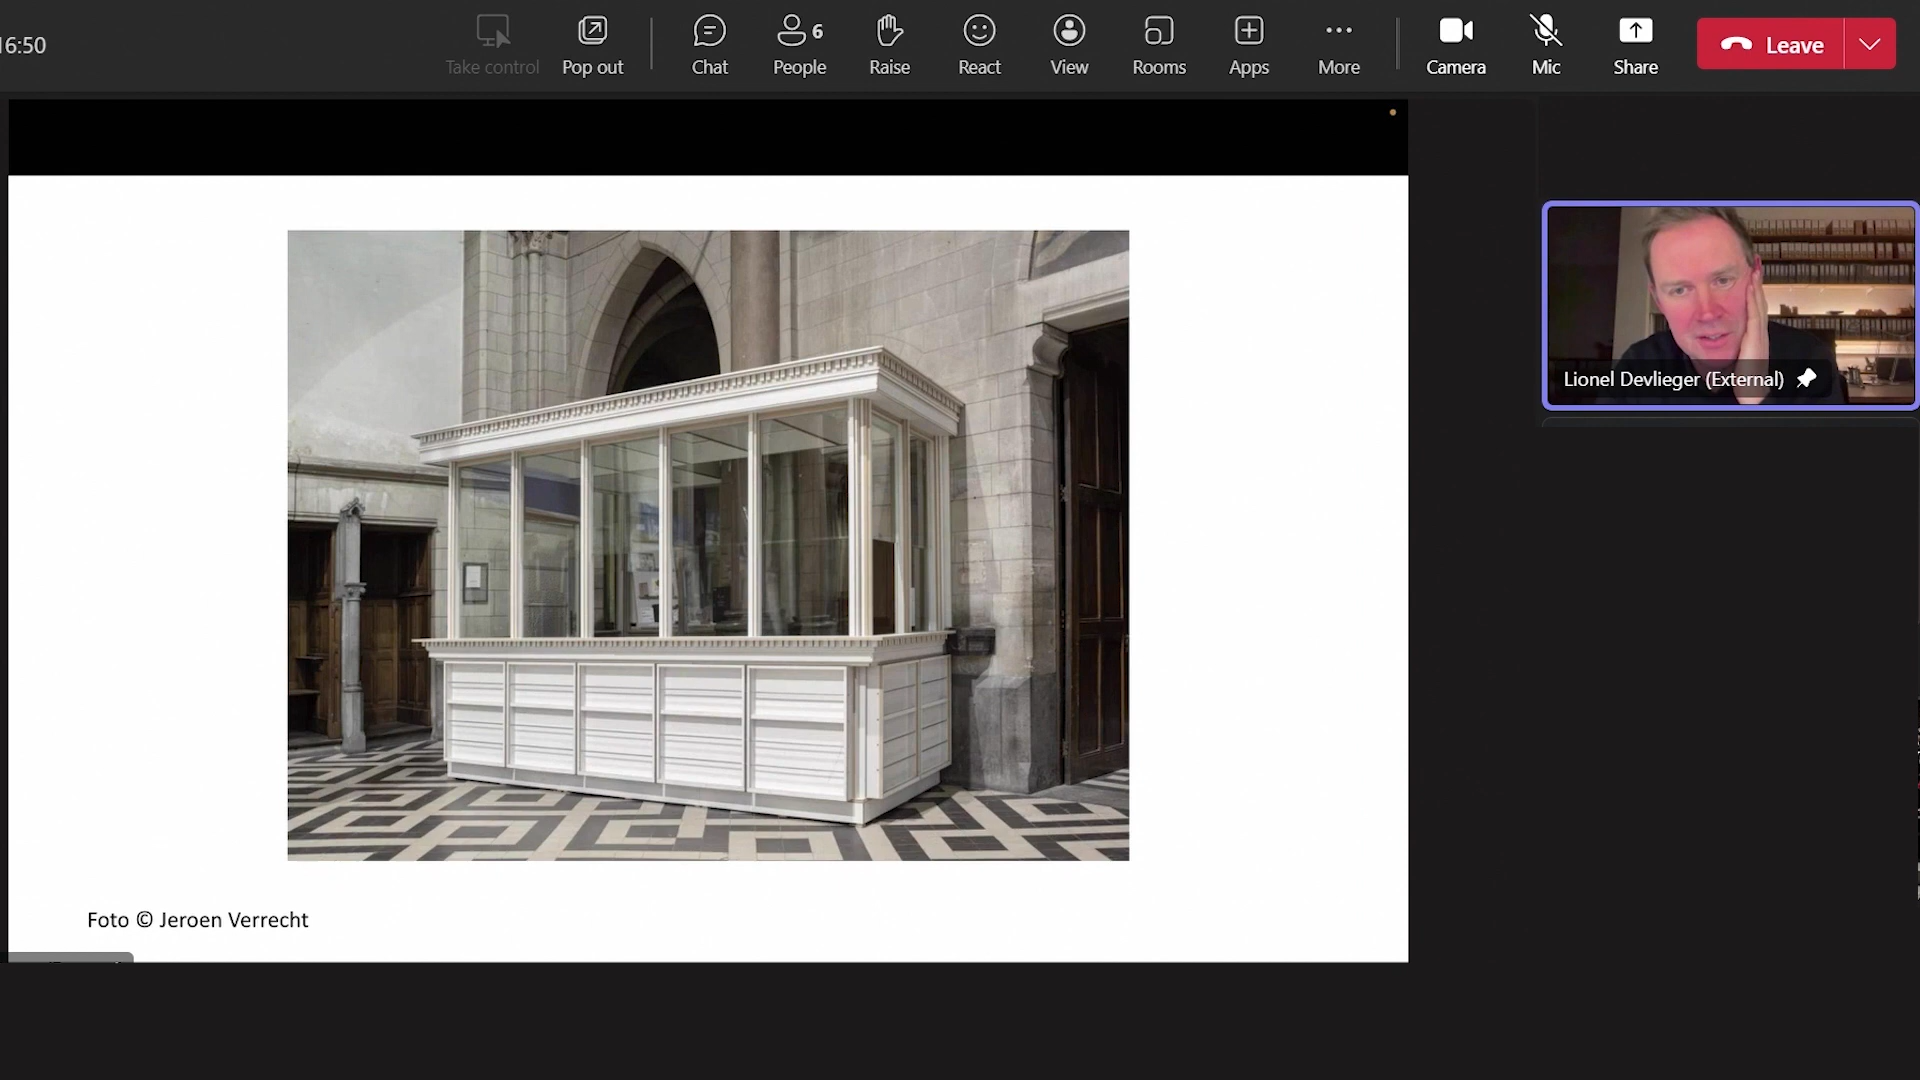 16:50
Take control
Pop out
Chat
People
6
Raise
React
View
Rooms
Apps
More
Camera
Mic
Share
Leave
Lionel Devlieger (External)
Foto © Jeroen Verrecht